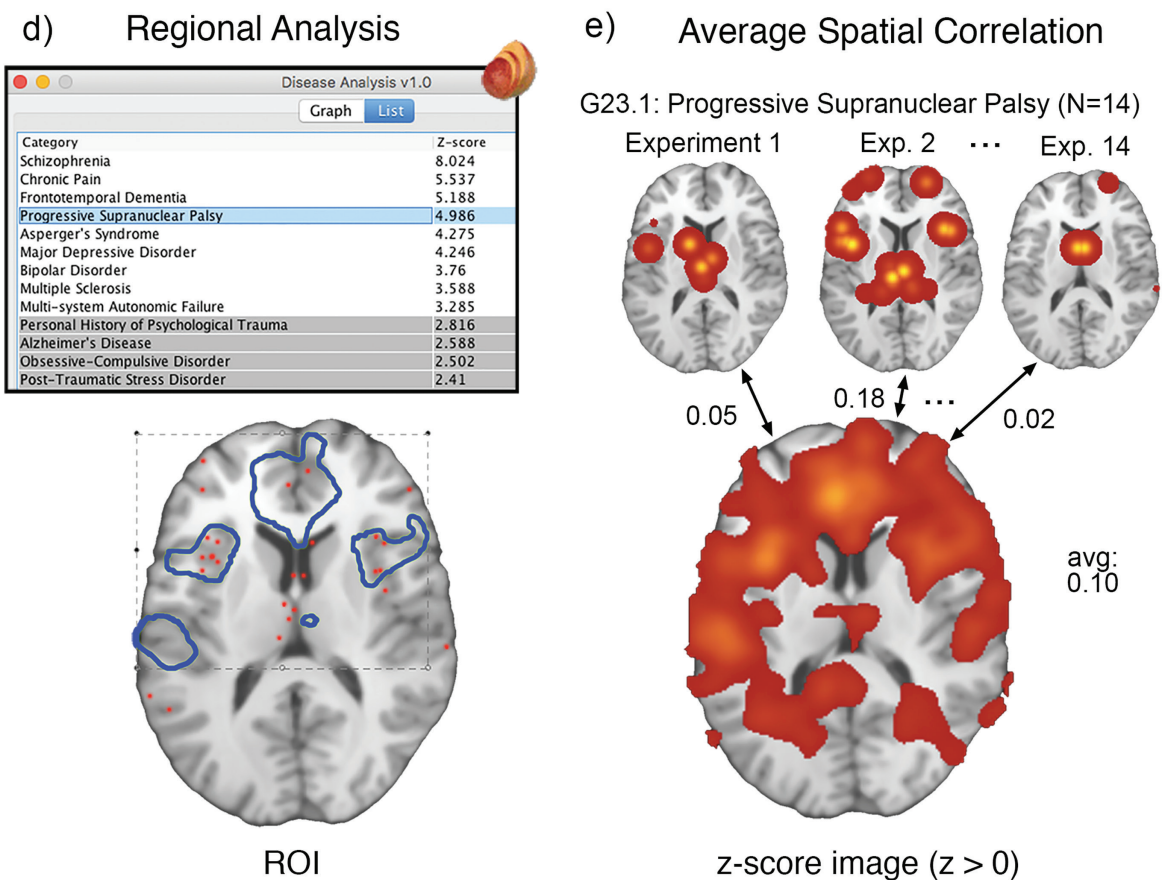 d) Regional Analysis
Disease Analysis v1.0
Graph List
Category Z-score
Schizophrenia 8.024
Chronic Pain 5.537
Frontotemporal Dementia 5.188
Progressive Supranuclear Palsy 4.986
Asperger's Syndrome 4.275
Major Depressive Disorder 4.246
Bipolar Disorder 3.76
Multiple Sclerosis 3.588
Multi-system Autonomic Failure 3.285
Personal History of Psychological Trauma 2.816
Alzheimer's Disease 2.588
Obsessive-Compulsive Disorder 2.502
Post-Traumatic Stress Disorder 2.41
ROI
e) Average Spatial Correlation
G23.1: Progressive Supranuclear Palsy (N=14)
Experiment 1 Exp. 2 ... Exp. 14
0.05 0.18 ... 0.02
avg:
0.10
z-score image (z > 0)